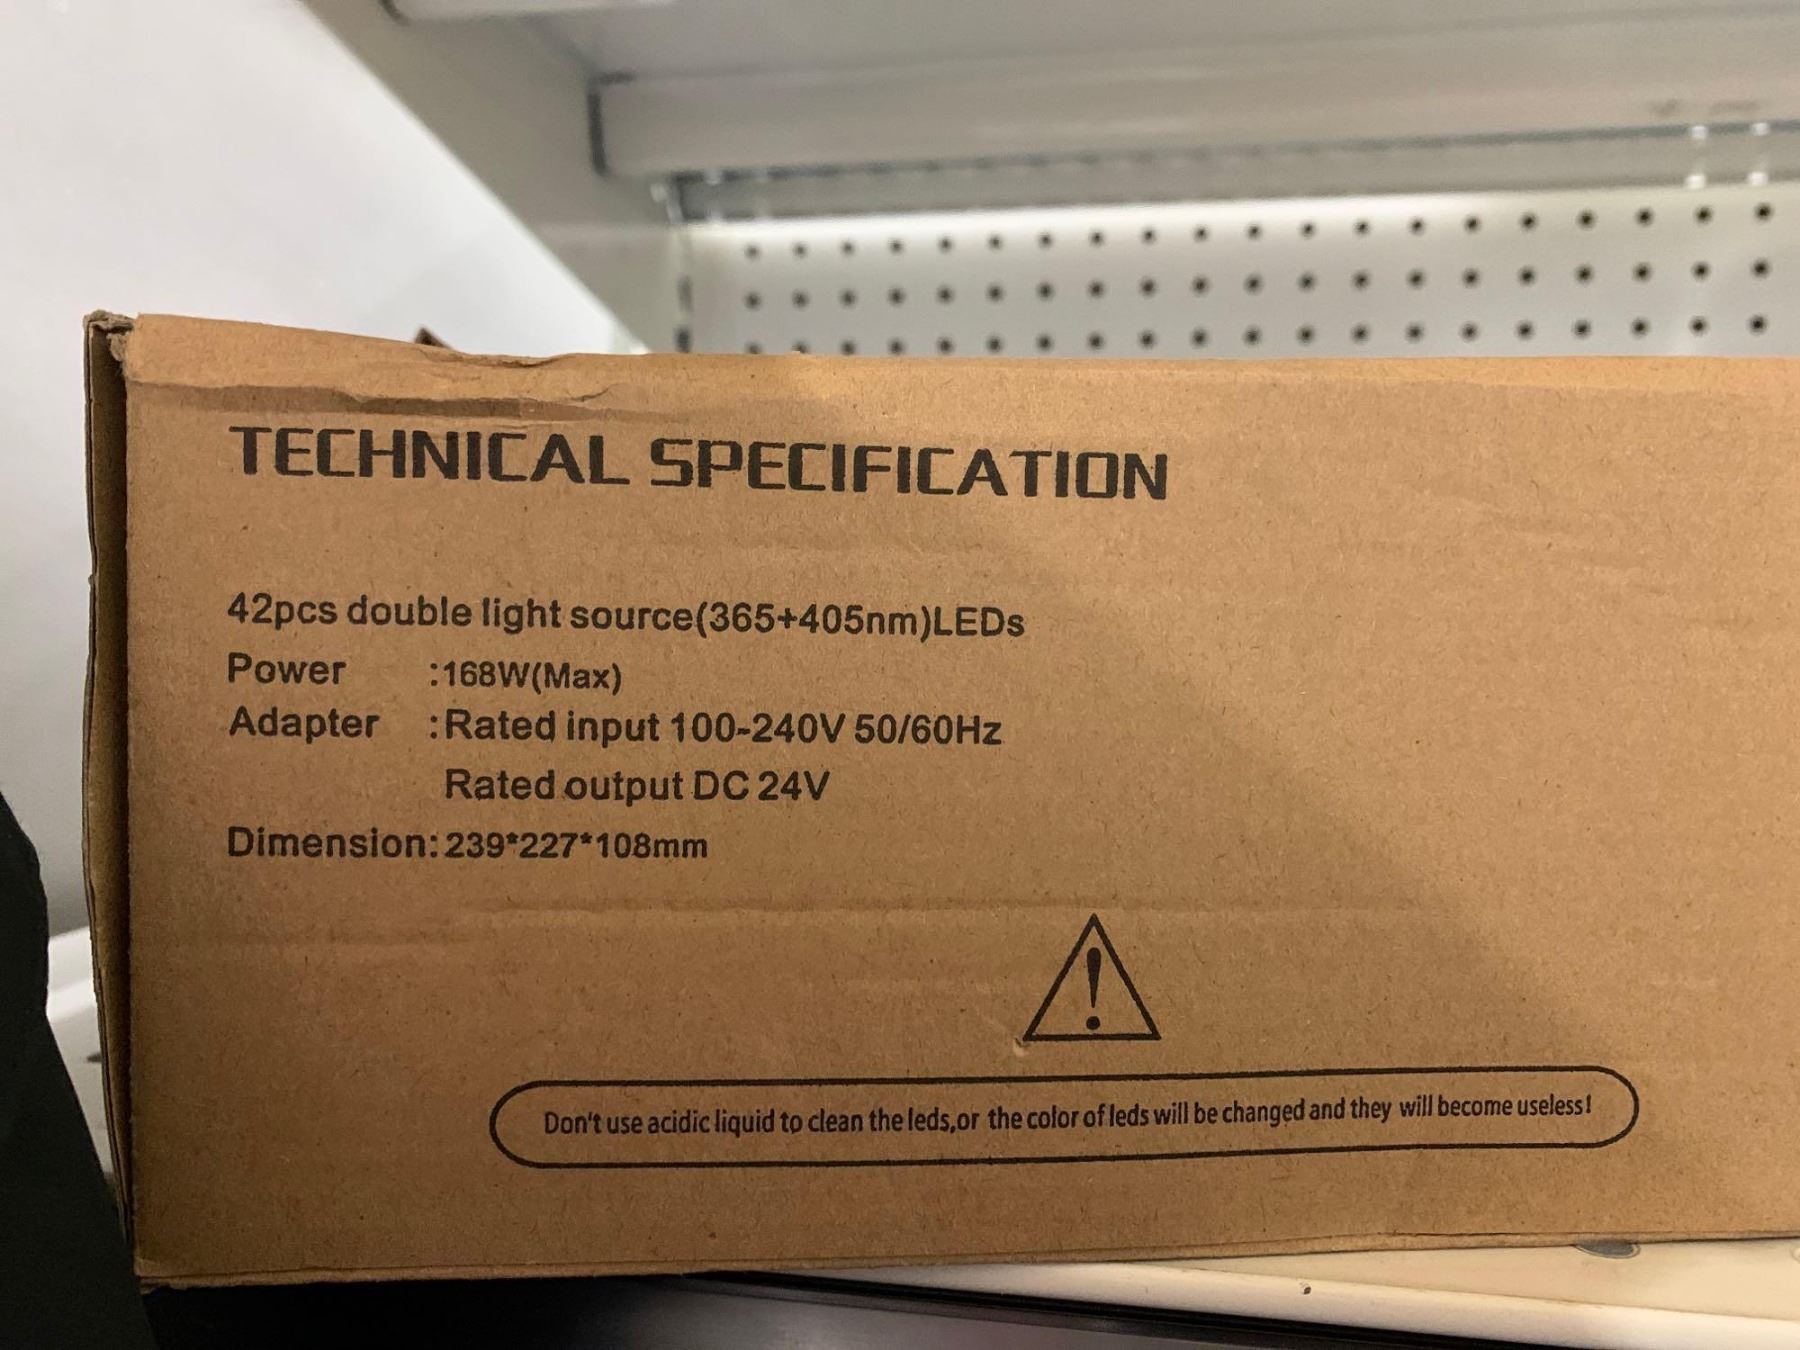 TECHNICAL SPECIFICATION
42pcs double light source(365+405nm)LEDs
Power :168W(Max)
Adapter :Rated input 100-240V 50/60Hz
Rated output DC 24V
Dimension:239*227*108mm
!
Don't use acidic liquid to clean the leds,or the color of leds will be changed and they will become useless!